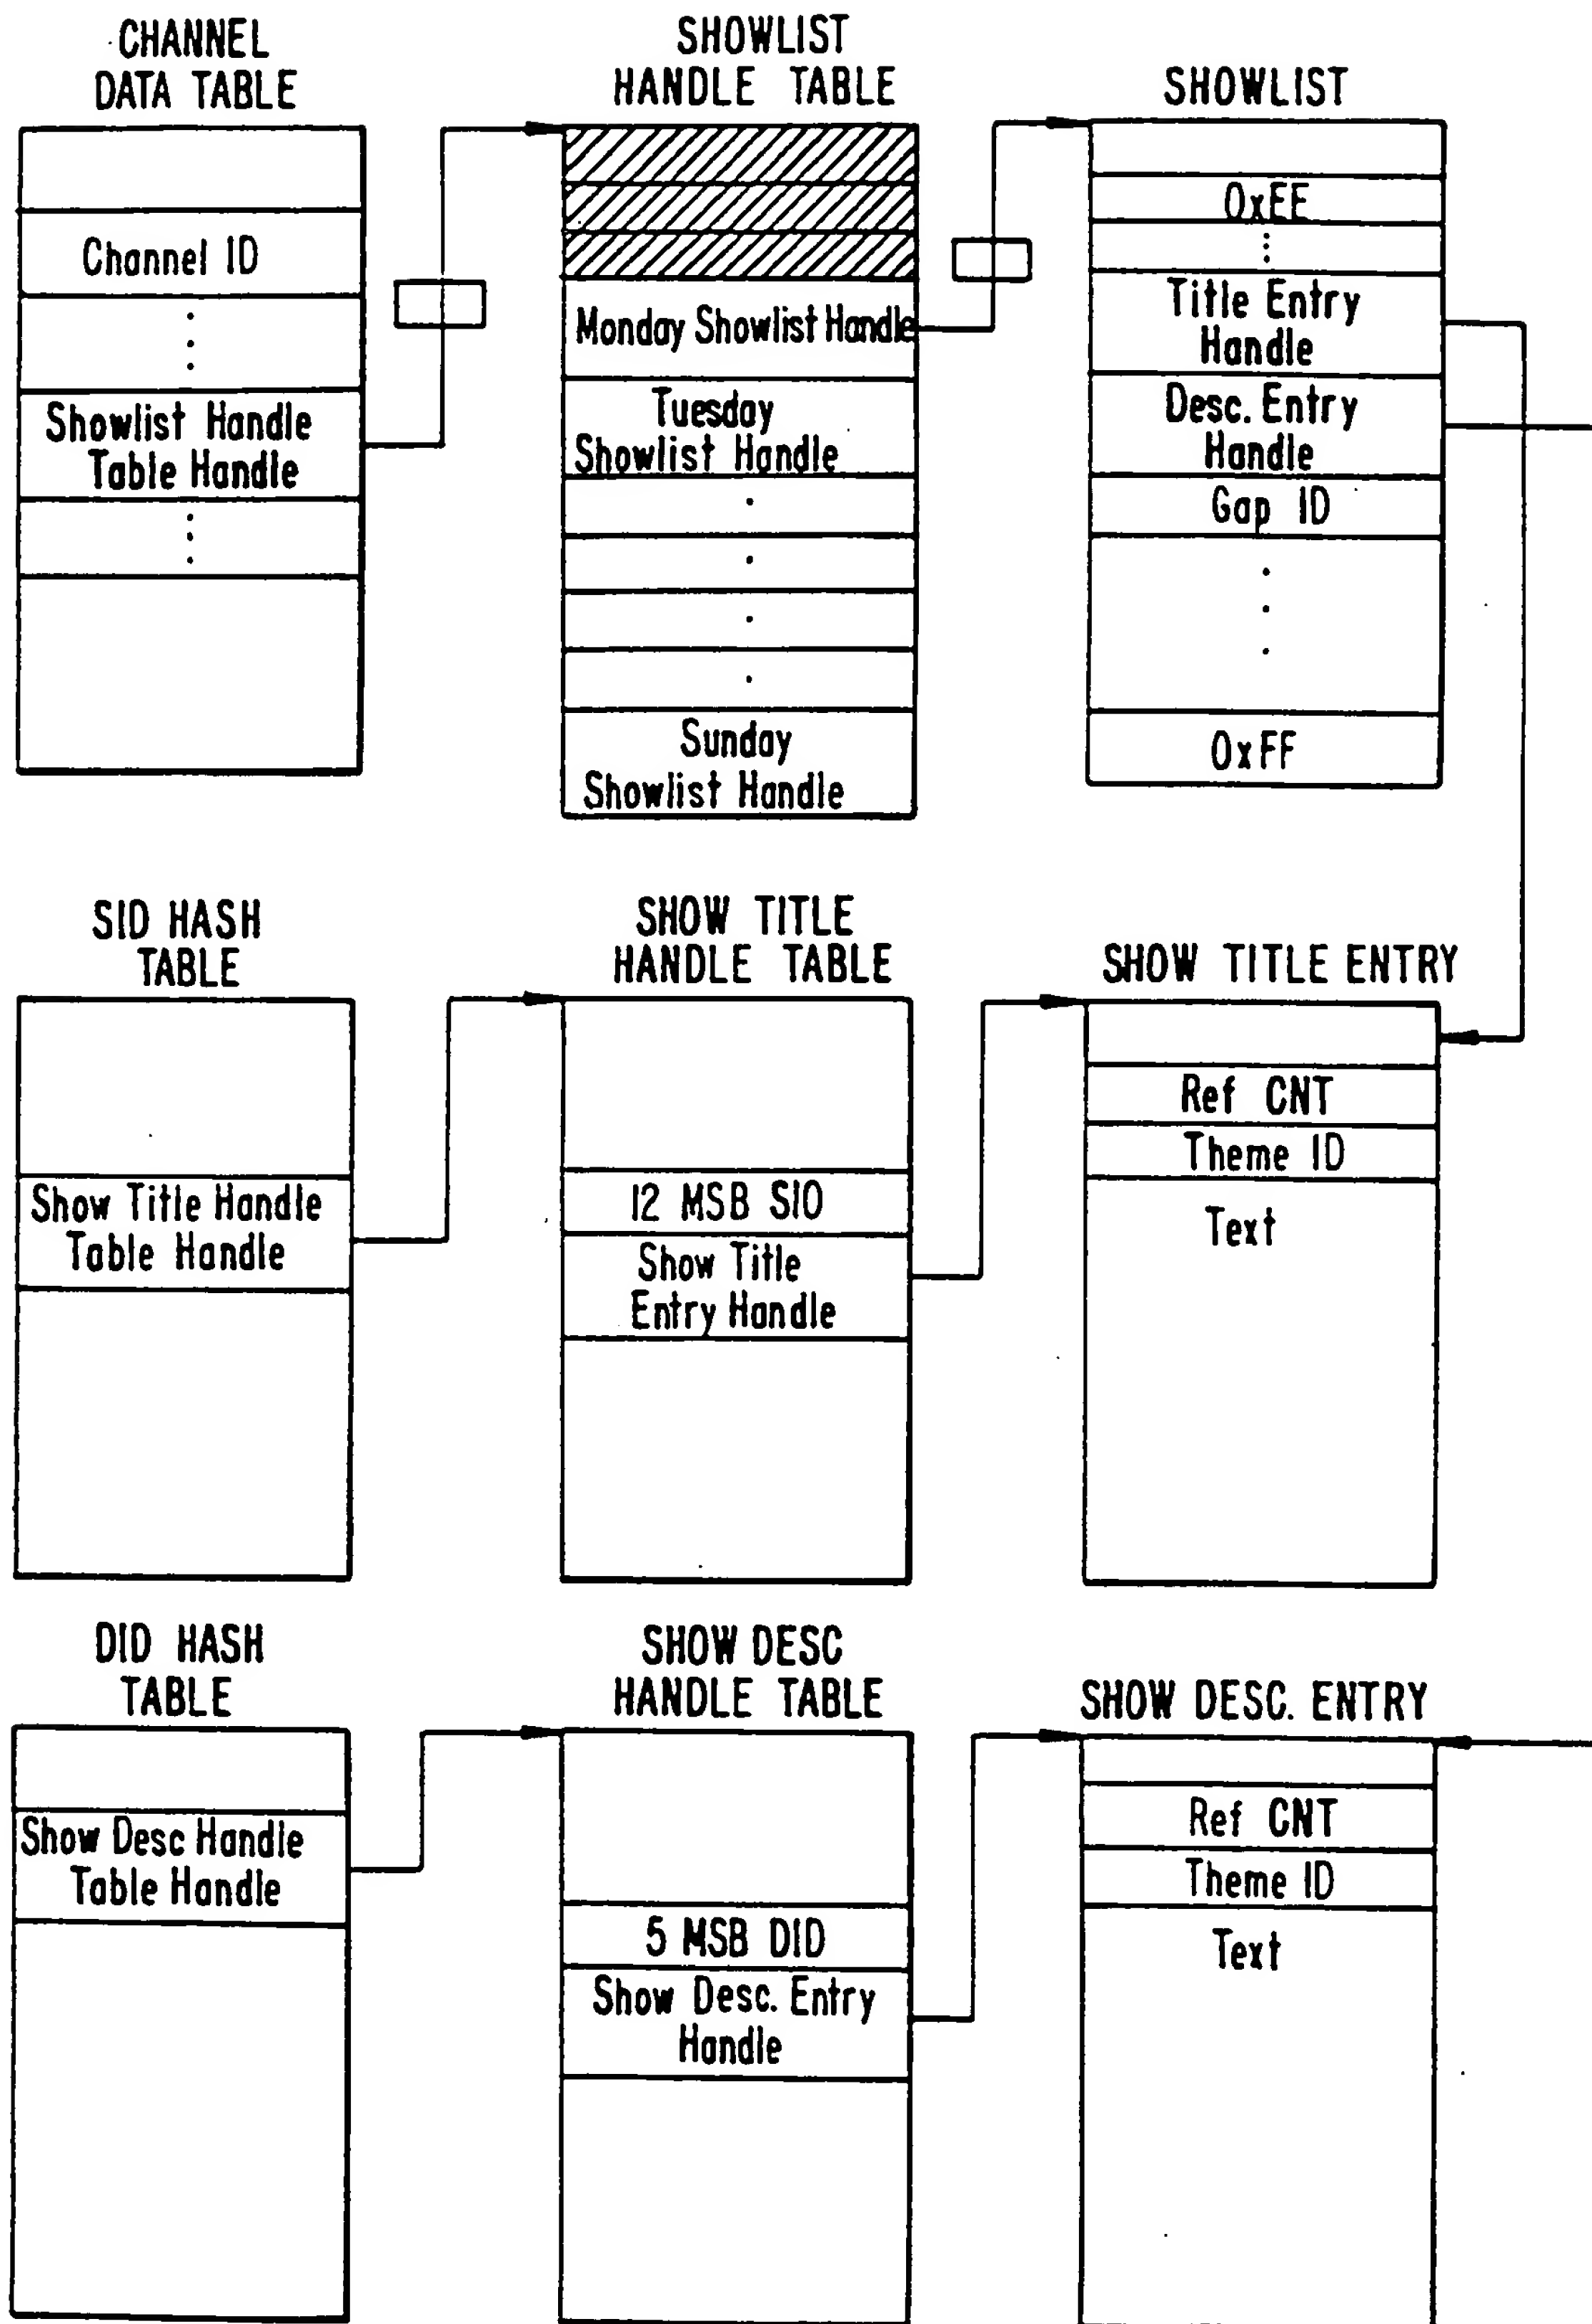 CHANNEL
DATA TABLE
Channel ID
Showlist Handle
Table Handle
SHOWLIST
HANDLE TABLE
Monday Showlist Handle
Tuesday
Showlist Handle
Sunday
Showlist Handle
SHOWLIST
0xEE
Title Entry
Handle
Desc. Entry
Handle
Gap ID
0xFF
SID HASH
TABLE
Show Title Handle
Table Handle
SHOW TITLE
HANDLE TABLE
12 MSB SIO
Show Title
Entry Handle
SHOW TITLE ENTRY
Ref CNT
Theme ID
Text
DID HASH
TABLE
Show Desc Handle
Table Handle
SHOW DESC
HANDLE TABLE
5 MSB DID
Show Desc. Entry
Handle
SHOW DESC. ENTRY
Ref CNT
Theme ID
Text